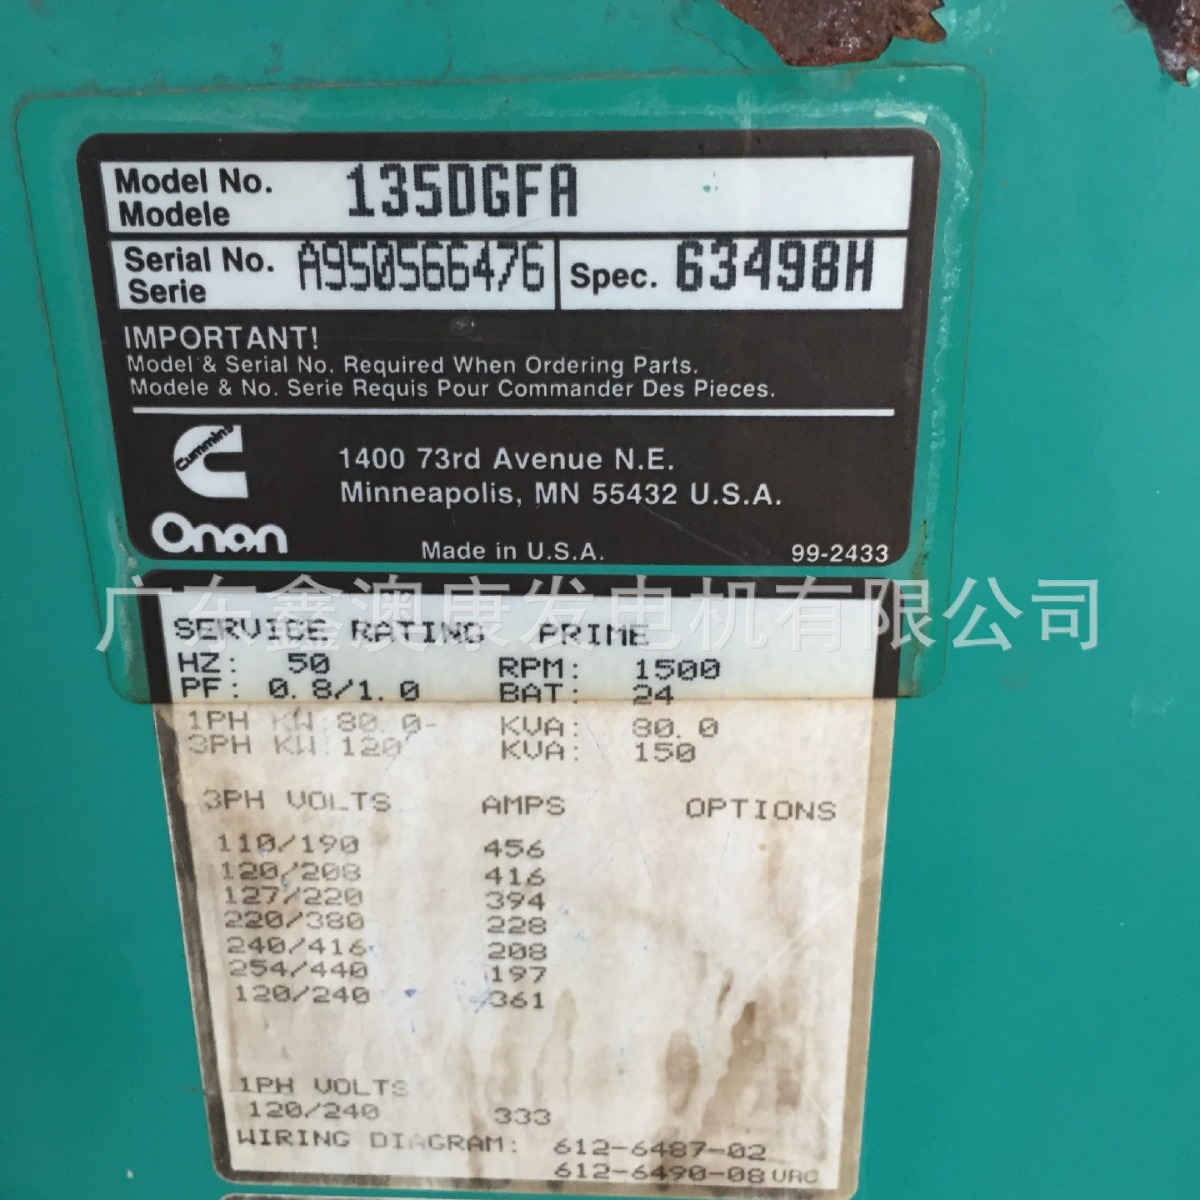 Model No. 135DGFA
Modele
Serial No. A950566476 Spec. 63498H
Serie
IMPORTANT!
Model & Serial No. Required When Ordering Parts.
Modele & No. Serie Requis Pour Commander Des Pieces.
Cummins
Onan
1400 73rd Avenue N.E.
Minneapolis, MN 55432 U.S.A.
Made in U.S.A. 99-2433
广东鑫澳康发电机有限公司
SERVICE RATING PRIME
HZ: 50 RPM: 1500
PF: 0.8/1.0 BAT: 24
1PH KW: 80.0 KVA: 80.0
3PH KW: 120 KVA: 150
3PH VOLTS AMPS OPTIONS
110/190 456
120/208 416
127/220 394
220/380 228
240/416 208
254/440 197
120/240 361
1PH VOLTS
120/240 333
WIRING DIAGRAM: 612-6487-02
612-6490-08 VAC